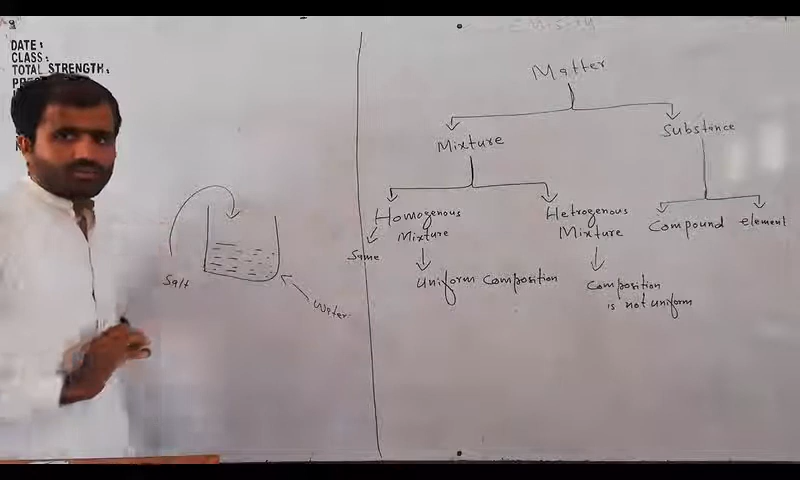 DATE:
CLASS:
TOTAL STRENGTH:
Matter
Mixture
Substance
Homogenous
Mixture
Hetrogenous
Mixture
Compound
element
Same
Uniform Composition
Composition
is not uniform
Salt
Water